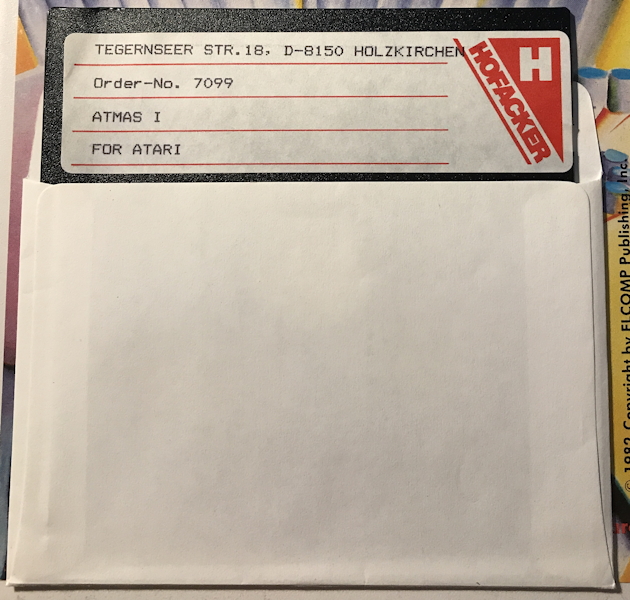 TEGERNSEER STR.18, D-8150 HOLZKIRCHEN
Order-No. 7099
ATMAS I
FOR ATARI
H
HOFACKER
© 1982 Copyright by ELCOMP Publishing, Inc.